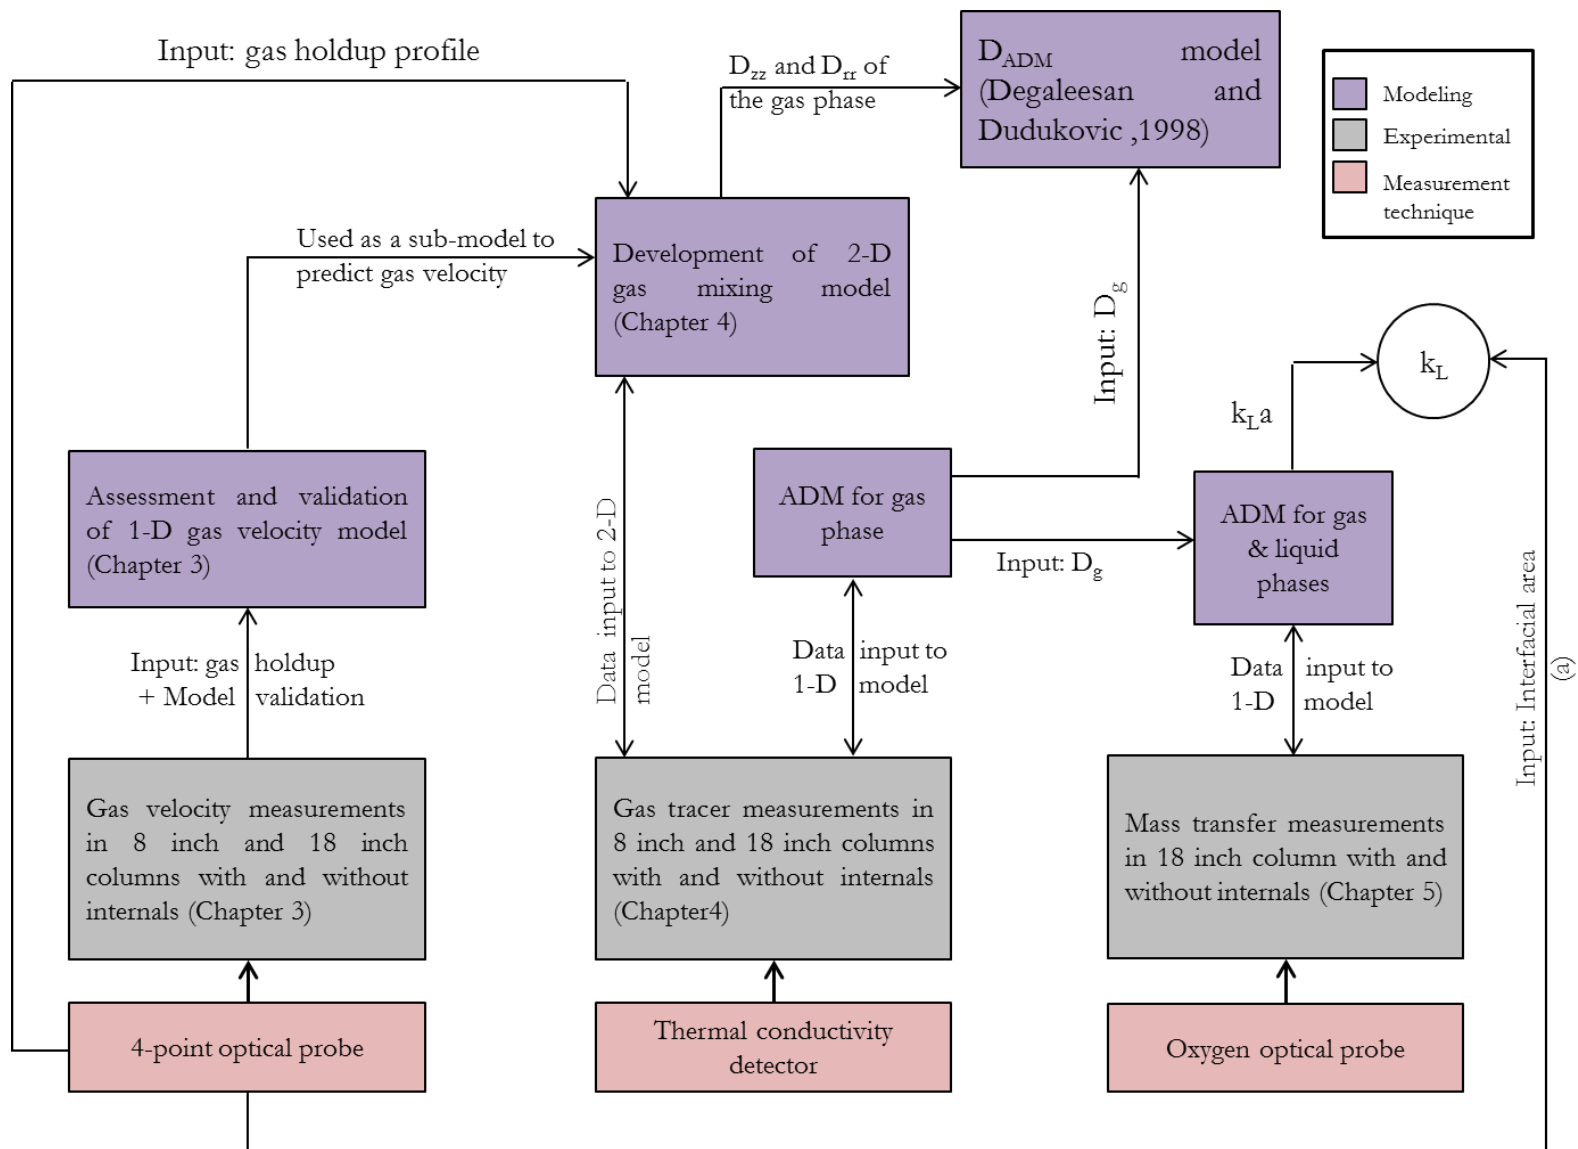 Input: gas holdup profile
D_zz and D_rr of
the gas phase
D_ADM model
(Degaleesan and
Dudukovic ,1998)
Modeling
Experimental
Measurement
technique
Used as a sub-model to
predict gas velocity
Development of 2-D
gas mixing model
(Chapter 4)
Input: D_g
k_L
k_La
Assessment and validation
of 1-D gas velocity model
(Chapter 3)
Data input to 2-D
model
ADM for gas
phase
Input: D_g
ADM for gas
& liquid
phases
Input: Interfacial area
(a)
Input: gas holdup
+ Model validation
Data input to
1-D model
Data input to
1-D model
Gas velocity measurements
in 8 inch and 18 inch
columns with and without
internals (Chapter 3)
Gas tracer measurements in
8 inch and 18 inch columns
with and without internals
(Chapter4)
Mass transfer measurements
in 18 inch column with and
without internals (Chapter 5)
4-point optical probe
Thermal conductivity
detector
Oxygen optical probe